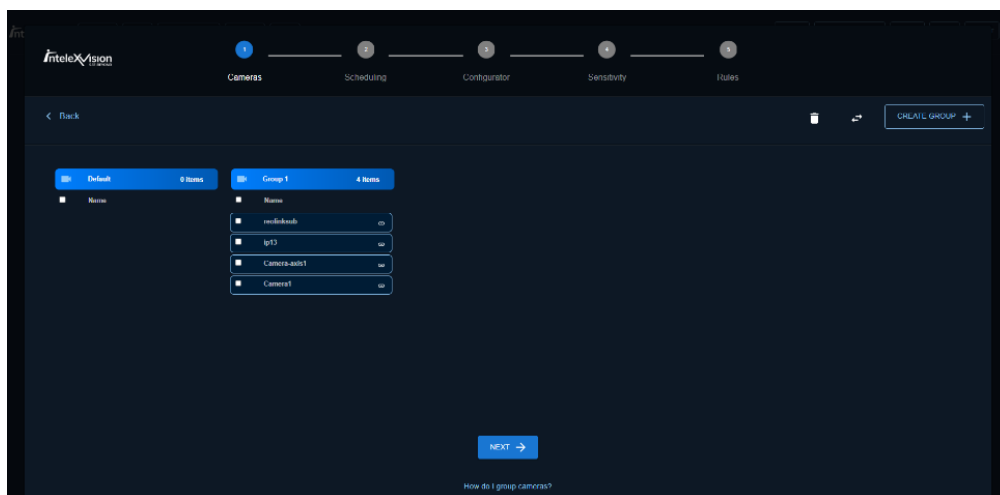 Int
IntelexVision
1 2 3 4 5
Cameras Scheduling Configurator Sensitivity Rules
< Back
CREATE GROUP +
Default 0 Items
Name
Group 1 4 Items
Name
reolinksub
ip13
Camera-axis1
Camera1
NEXT →
How do I group cameras?